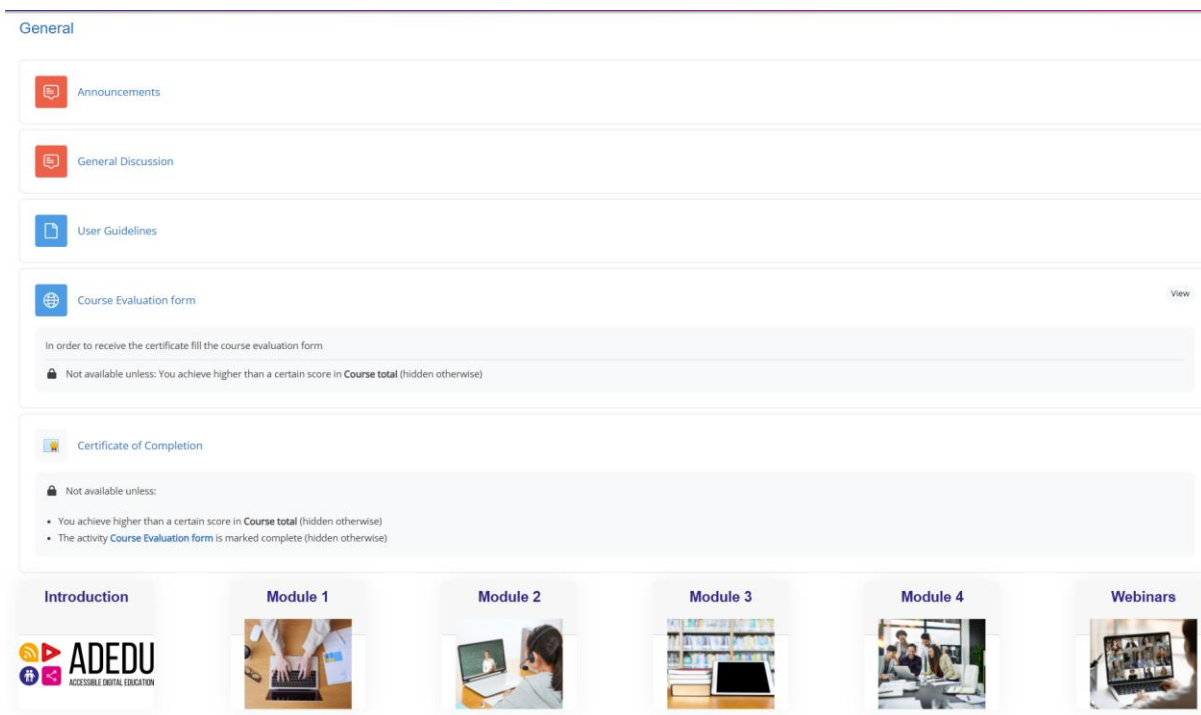 General
Announcements
General Discussion
User Guidelines
Course Evaluation form
View
In order to receive the certificate fill the course evaluation form
Not available unless: You achieve higher than a certain score in Course total (hidden otherwise)
Certificate of Completion
Not available unless:
• You achieve higher than a certain score in Course total (hidden otherwise)
• The activity Course Evaluation form is marked complete (hidden otherwise)
Introduction
Module 1
Module 2
Module 3
Module 4
Webinars
ADEDU
ACCESSIBLE DIGITAL EDUCATION